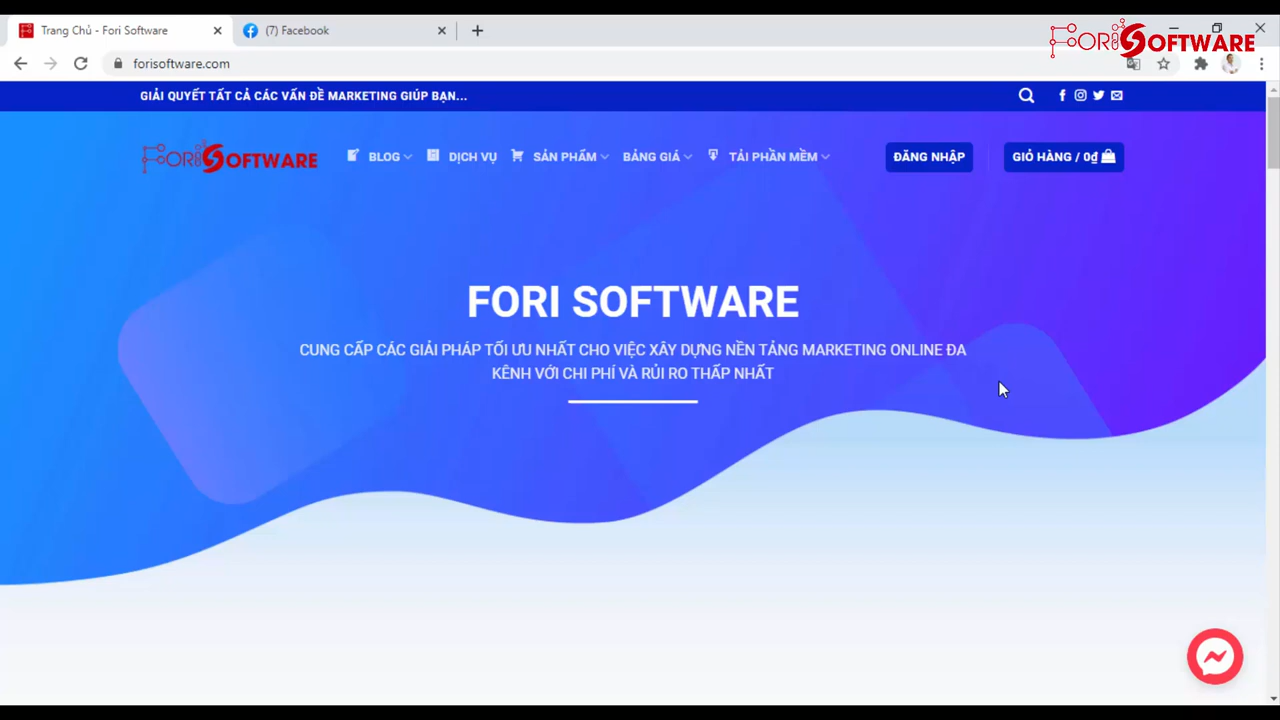 Trang Chủ - Fori Software
(7) Facebook
FORI SOFTWARE
forisoftware.com
GIẢI QUYẾT TẤT CẢ CÁC VẤN ĐỀ MARKETING GIÚP BẠN...
FORI SOFTWARE
BLOG
DỊCH VỤ
SẢN PHẨM
BẢNG GIÁ
TẢI PHẦN MỀM
ĐĂNG NHẬP
GIỎ HÀNG / 0₫
FORI SOFTWARE
CUNG CẤP CÁC GIẢI PHÁP TỐI ƯU NHẤT CHO VIỆC XÂY DỰNG NỀN TẢNG MARKETING ONLINE ĐA
KÊNH VỚI CHI PHÍ VÀ RỦI RO THẤP NHẤT